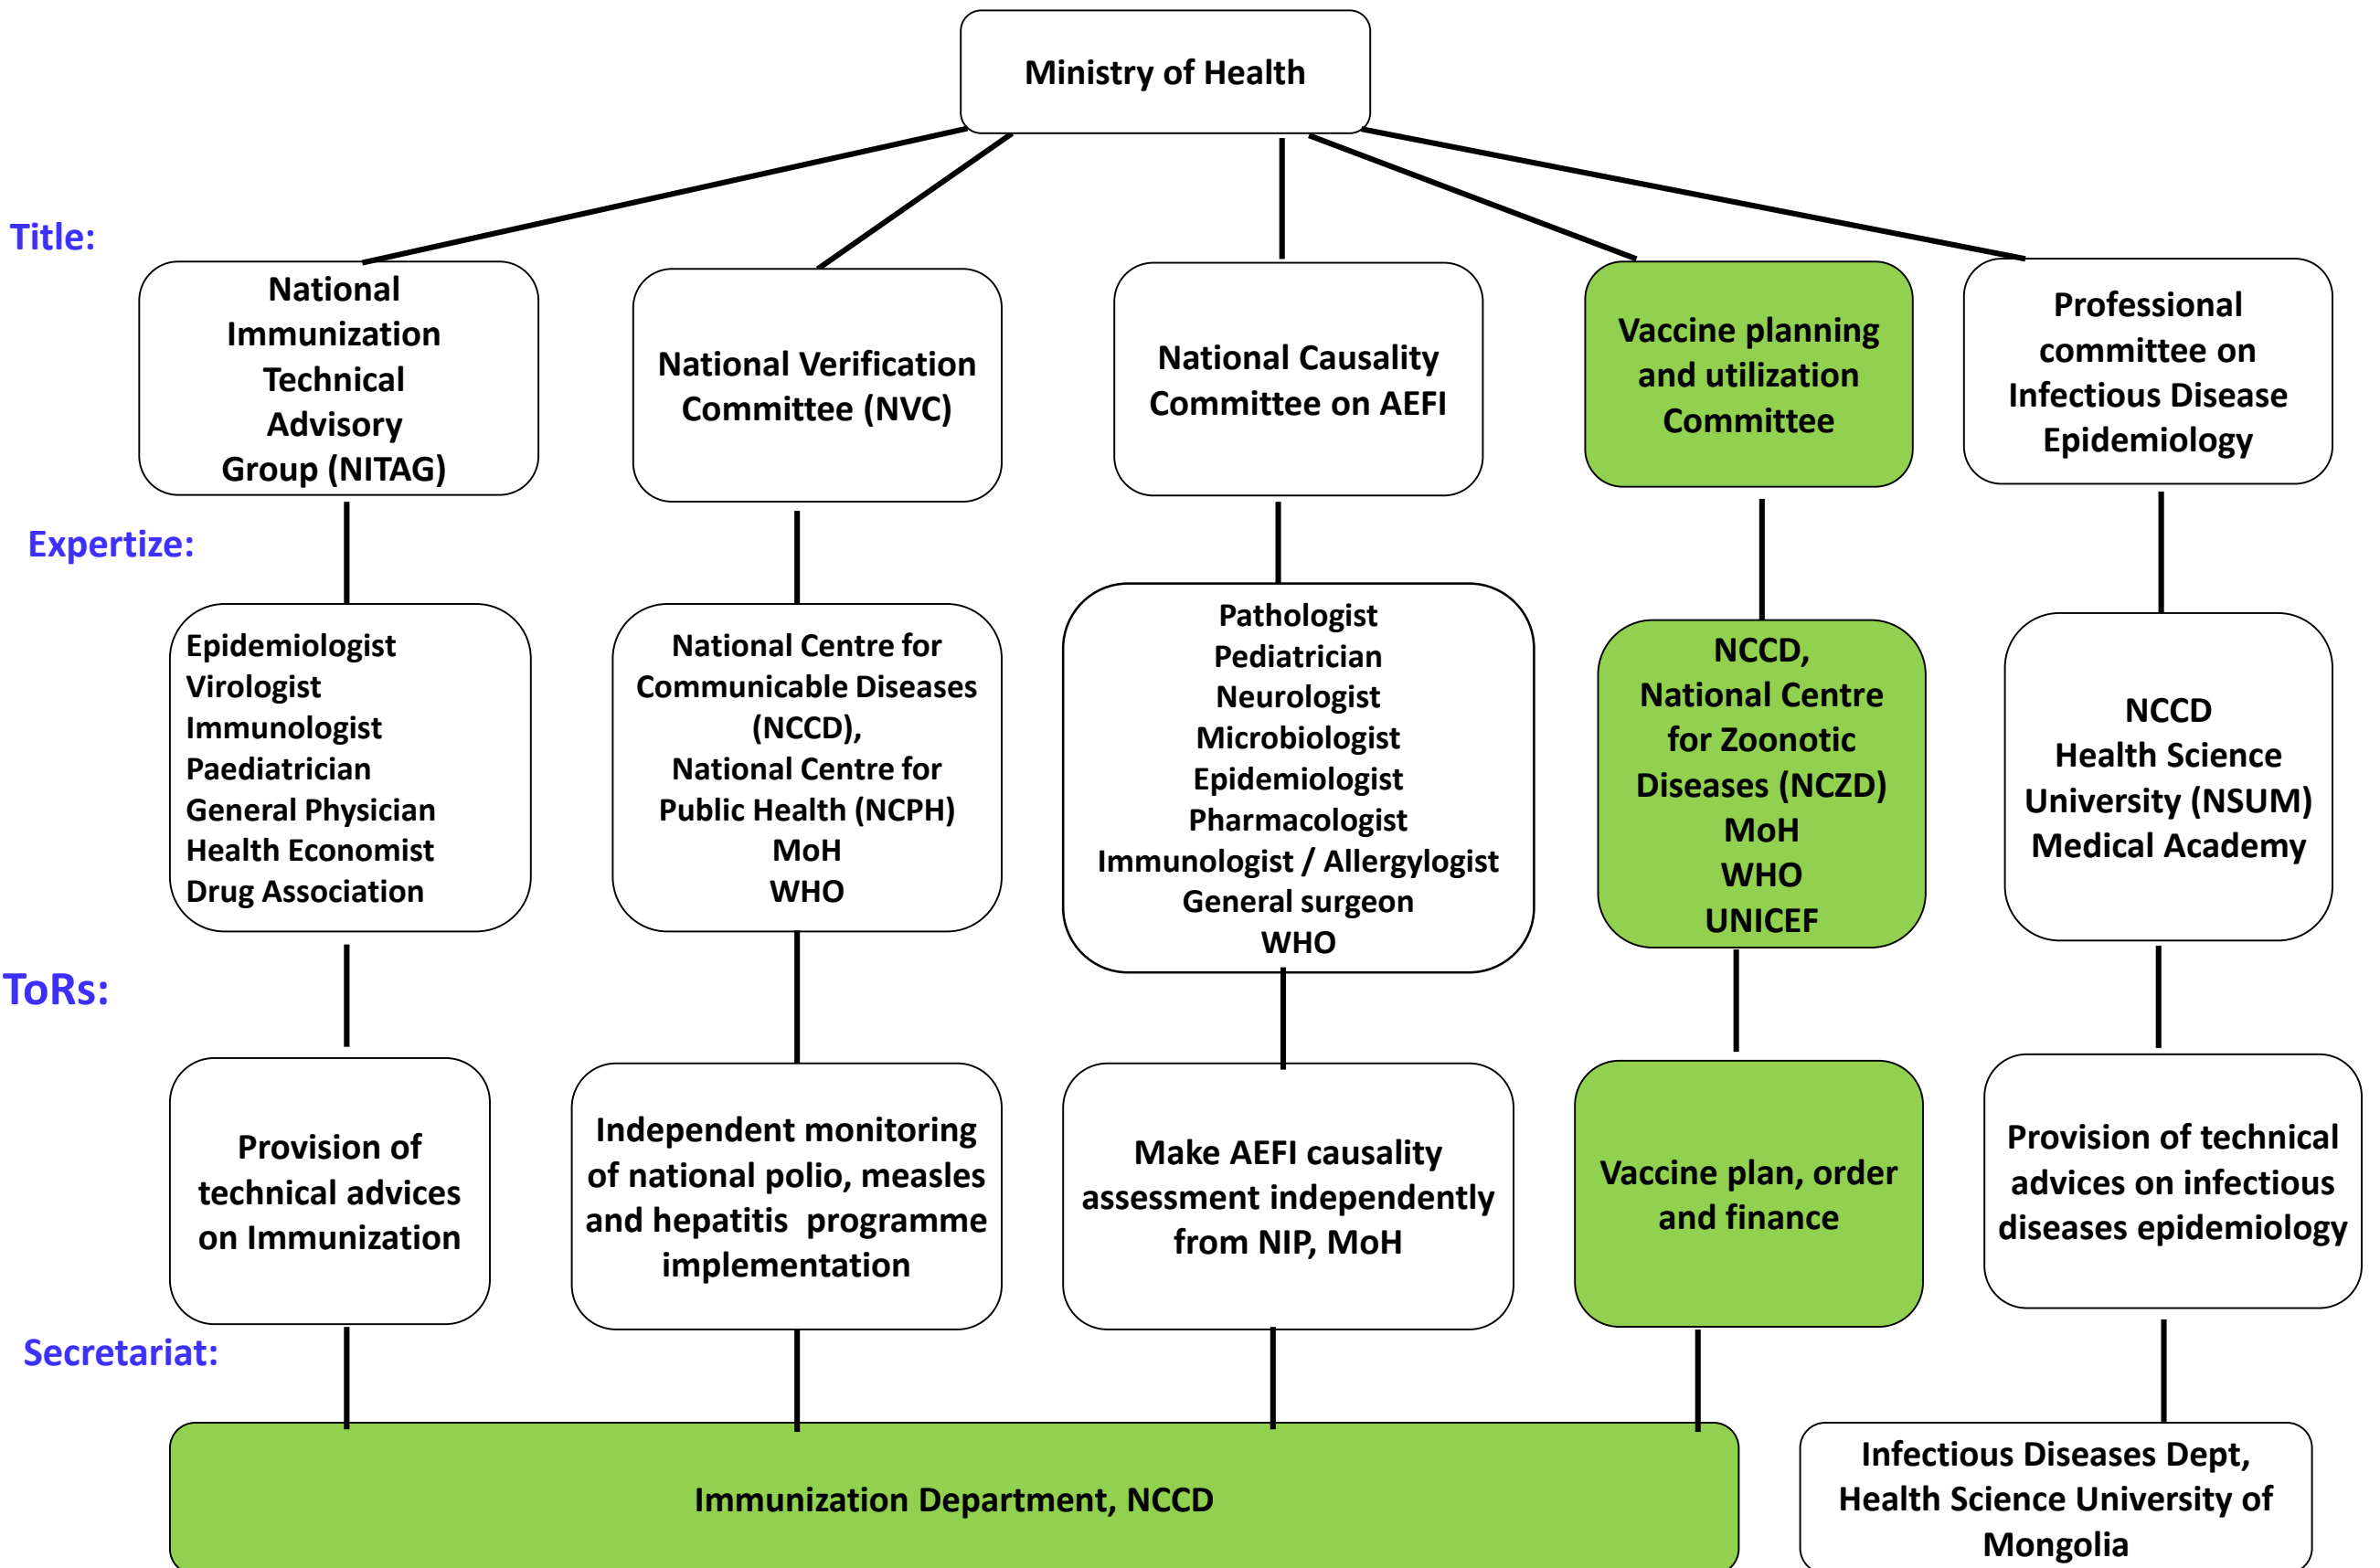 Ministry of Health
Title:
National
Immunization
Technical
Advisory
Group (NITAG)
National Verification
Committee (NVC)
National Causality
Committee on AEFI
Vaccine planning
and utilization
Committee
Professional
committee on
Infectious Disease
Epidemiology
Expertize:
Epidemiologist
Virologist
Immunologist
Paediatrician
General Physician
Health Economist
Drug Association
National Centre for
Communicable Diseases
(NCCD),
National Centre for
Public Health (NCPH)
MoH
WHO
Pathologist
Pediatrician
Neurologist
Microbiologist
Epidemiologist
Pharmacologist
Immunologist / Allergylogist
General surgeon
WHO
NCCD,
National Centre
for Zoonotic
Diseases (NCZD)
MoH
WHO
UNICEF
NCCD
Health Science
University (NSUM)
Medical Academy
ToRs:
Provision of
technical advices
on Immunization
Independent monitoring
of national polio, measles
and hepatitis  programme
implementation
Make AEFI causality
assessment independently
from NIP, MoH
Vaccine plan, order
and finance
Provision of technical
advices on infectious
diseases epidemiology
Secretariat:
Immunization Department, NCCD
Infectious Diseases Dept,
Health Science University of
Mongolia